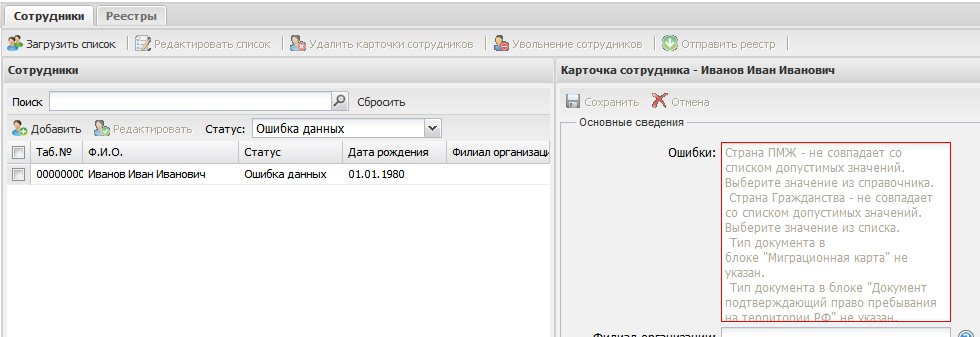 Сотрудники Реестры
Загрузить список Редактировать список Удалить карточки сотрудников Увольнение сотрудников Отправить реестр
Сотрудники
Поиск Сбросить
Добавить Редактировать Статус: Ошибка данных
Таб.№ Ф.И.О. Статус Дата рождения Филиал организаци
00000000 Иванов Иван Иванович Ошибка данных 01.01.1980
Карточка сотрудника - Иванов Иван Иванович
Сохранить Отмена
Основные сведения
Ошибки:
Страна ПМЖ - не совпадает со
списком допустимых значений.
Выберите значение из справочника.
Страна Гражданства - не совпадает
со списком допустимых значений.
Выберите значение из списка.
Тип документа в
блоке "Миграционная карта" не
указан.
Тип документа в блоке "Документ
подтверждающий право пребывания
на территории РФ" не указан.
Филиал организации: